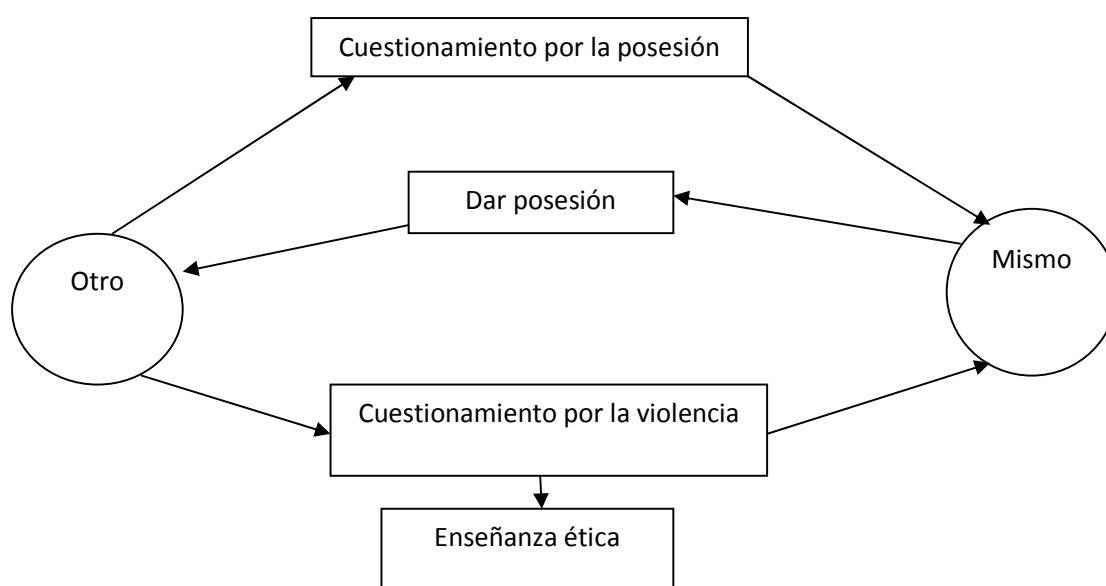 Cuestionamiento por la posesión
Dar posesión
Otro
Mismo
Cuestionamiento por la violencia
Enseñanza ética